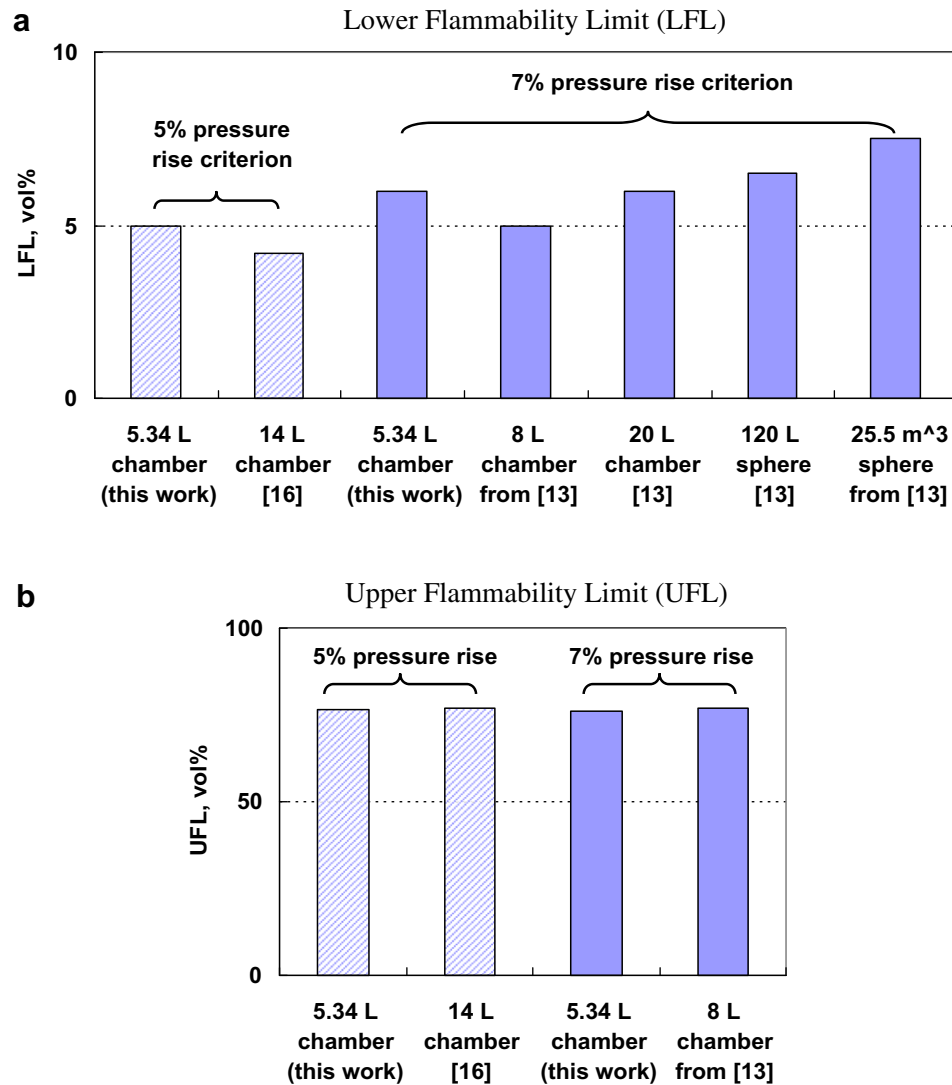 a
Lower Flammability Limit (LFL)
10
7% pressure rise criterion
5% pressure
rise criterion
LFL, vol%
5
0
5.34 L
chamber
(this work)
14 L
chamber
[16]
5.34 L
chamber
(this work)
8 L
chamber
from [13]
20 L
chamber
[13]
120 L
sphere
[13]
25.5 m^3
sphere
from [13]
b
Upper Flammability Limit (UFL)
100
5% pressure rise
7% pressure rise
UFL, vol%
50
0
5.34 L
chamber
(this work)
14 L
chamber
[16]
5.34 L
chamber
(this work)
8 L
chamber
from [13]